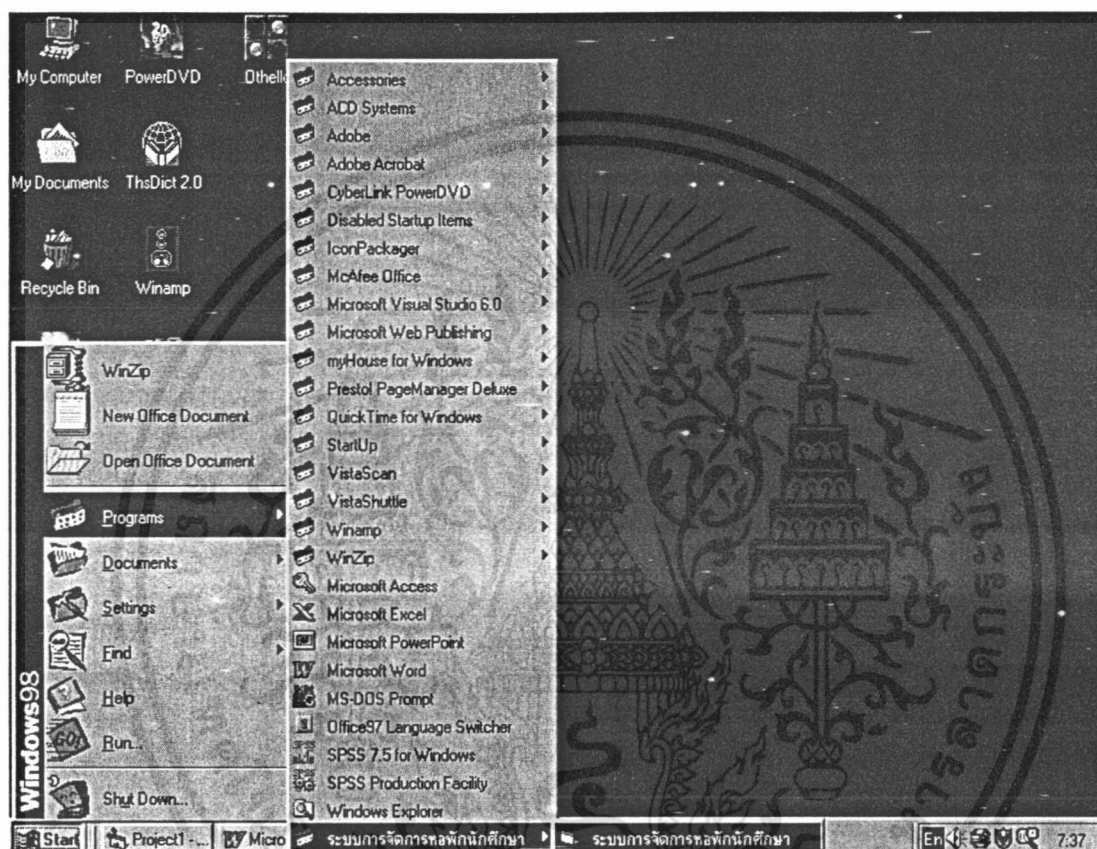 My Computer
PowerDVD
Othello
My Documents
ThsDict 2.0
Recycle Bin
Winamp
WinZip
New Office Document
Open Office Document
Programs
Documents
Settings
Find
Help
Run...
Shut Down...
Windows98
Accessories
ACD Systems
Adobe
Adobe Acrobat
CyberLink PowerDVD
Disabled Startup Items
IconPackager
McAfee Office
Microsoft Visual Studio 6.0
Microsoft Web Publishing
myHouse for Windows
Presto! PageManager Deluxe
QuickTime for Windows
StartUp
VistaScan
VistaShuttle
Winamp
WinZip
Microsoft Access
Microsoft Excel
Microsoft PowerPoint
Microsoft Word
MS-DOS Prompt
Office97 Language Switcher
SPSS 7.5 for Windows
SPSS Production Facility
Windows Explorer
ระบบการจัดการหอพักนักศึกษา
ระบบการจัดการหอพักนักศึกษา
Start
Project1 - ...
Micro
En
7:37